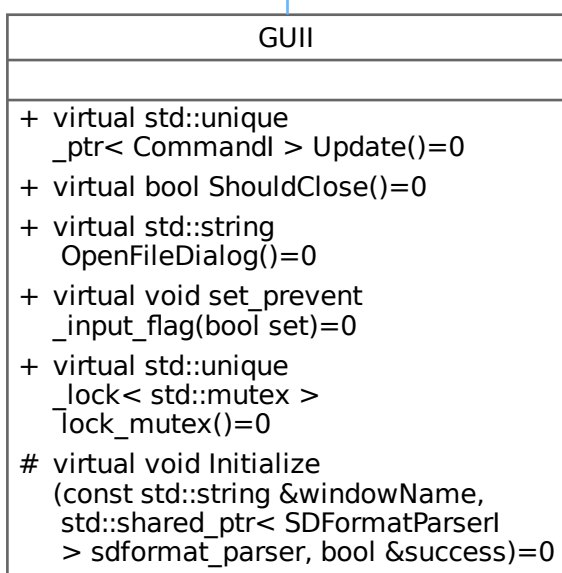 GUII
+ virtual std::unique
_ptr< CommandI > Update()=0
+ virtual bool ShouldClose()=0
+ virtual std::string
OpenFileDialog()=0
+ virtual void set_prevent
_input_flag(bool set)=0
+ virtual std::unique
_lock< std::mutex >
lock_mutex()=0
# virtual void Initialize
(const std::string &windowName,
std::shared_ptr< SDFormatParserI
> sdformat_parser, bool &success)=0